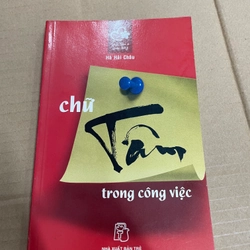 Hà Hải Châu
chữ
Tâm
trong công việc
NHÀ XUẤT BẢN TRẺ